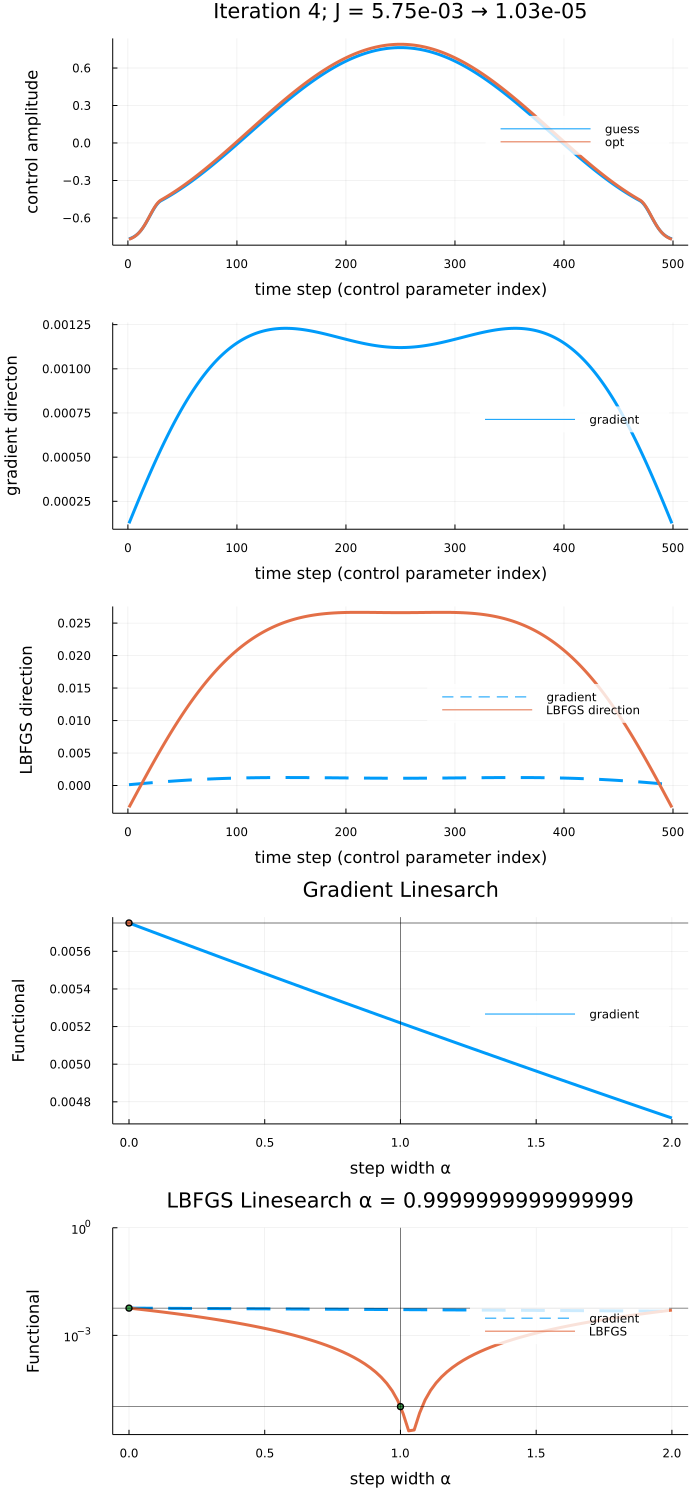 Iteration 4; J = 5.75e-03 → 1.03e-05
control amplitude
0.6
0.3
0.0
−0.3
−0.6
guess
opt
0 100 200 300 400 500
time step (control parameter index)
gradient directon
0.00125
0.00100
0.00075
0.00050
0.00025
gradient
0 100 200 300 400 500
time step (control parameter index)
LBFGS direction
0.025
0.020
0.015
0.010
0.005
0.000
gradient
LBFGS direction
0 100 200 300 400 500
time step (control parameter index)
Gradient Linesarch
Functional
0.0056
0.0054
0.0052
0.0050
0.0048
gradient
0.0 0.5 1.0 1.5 2.0
step width α
LBFGS Linesearch α = 0.9999999999999999
Functional
10⁰
10⁻³
gradient
LBFGS
0.0 0.5 1.0 1.5 2.0
step width α